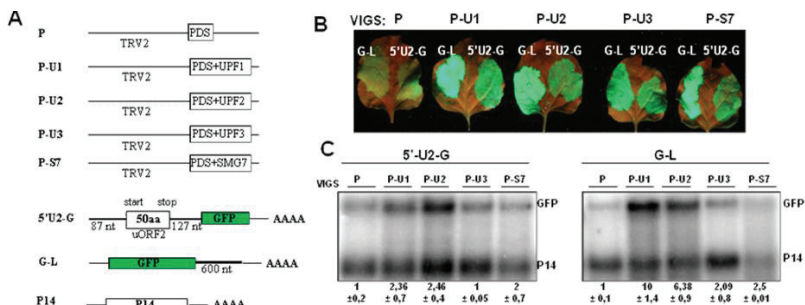 A
P
TRV2
PDS
P-U1
TRV2
PDS+UPF1
P-U2
TRV2
PDS+UPF2
P-U3
TRV2
PDS+UPF3
P-S7
TRV2
PDS+SMG7
start stop
5'U2-G
50aa
GFP
AAAA
87 nt
uORF2
127 nt
G-L
GFP
600 nt
AAAA
P14
P14
AAAA
B
VIGS: P P-U1 P-U2 P-U3 P-S7
G-L 5'U2-G G-L 5'U2-G G-L 5'U2-G G-L 5'U2-G G-L 5'U2-G
C
5'-U2-G
G-L
VIGS P P-U1 P-U2 P-U3 P-S7
P P-U1 P-U2 P-U3 P-S7
GFP
P14
1 2,36 2,46 1 2
±0,2 ± 0,7 ± 0,4 ± 0,05 ± 0,7
1 10 6,38 2,09 2,5
± 0,1 ± 1,4 ± 0,9 ± 0,8 ± 0,01